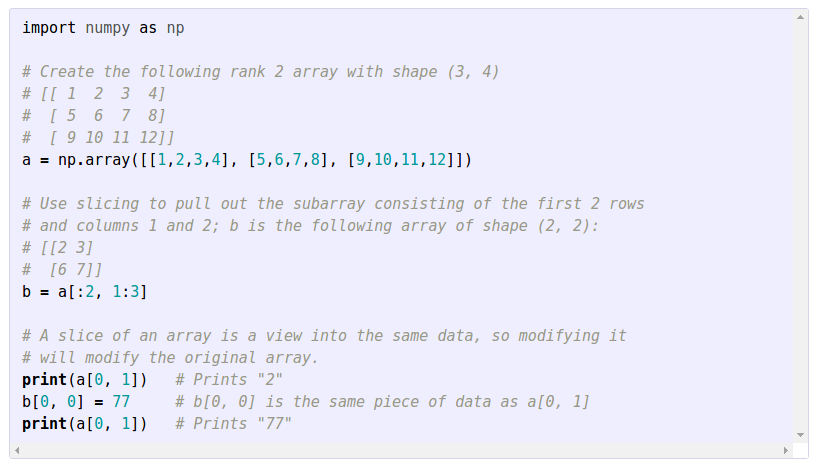 import numpy as np
# Create the following rank 2 array with shape (3, 4)
# [[ 1  2  3  4]
#  [ 5  6  7  8]
#  [ 9 10 11 12]]
a = np.array([[1,2,3,4], [5,6,7,8], [9,10,11,12]])
# Use slicing to pull out the subarray consisting of the first 2 rows
# and columns 1 and 2; b is the following array of shape (2, 2):
# [[2 3]
#  [6 7]]
b = a[:2, 1:3]
# A slice of an array is a view into the same data, so modifying it
# will modify the original array.
print(a[0, 1])   # Prints "2"
b[0, 0] = 77     # b[0, 0] is the same piece of data as a[0, 1]
print(a[0, 1])   # Prints "77"